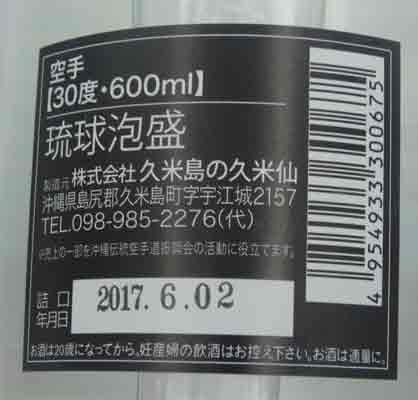 空手
【30度・600ml】
琉球泡盛
製造元 株式会社 久米島の久米仙
沖縄県島尻郡久米島町字宇江城2157
TEL.098-985-2276(代)
※売上の一部を沖縄伝統空手道振興会の活動に役立てます。
詰口
年月日
2017.6.02
お酒は20歳になってから。妊産婦の飲酒はお控え下さい。お酒は適量に。
4954933300675